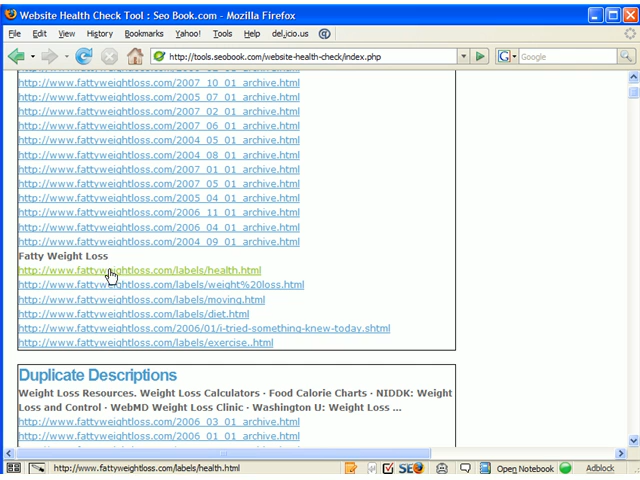 Website Health Check Tool : Seo Book.com - Mozilla Firefox
File Edit View History Bookmarks Yahoo! Tools Help del.icio.us
http://tools.seobook.com/website-health-check/index.php
Google
http://www.fattyweightloss.com/2007_10_01_archive.html
http://www.fattyweightloss.com/2005_07_01_archive.html
http://www.fattyweightloss.com/2007_02_01_archive.html
http://www.fattyweightloss.com/2007_06_01_archive.html
http://www.fattyweightloss.com/2004_05_01_archive.html
http://www.fattyweightloss.com/2004_08_01_archive.html
http://www.fattyweightloss.com/2007_01_01_archive.html
http://www.fattyweightloss.com/2007_05_01_archive.html
http://www.fattyweightloss.com/2005_04_01_archive.html
http://www.fattyweightloss.com/2006_11_01_archive.html
http://www.fattyweightloss.com/2006_04_01_archive.html
http://www.fattyweightloss.com/2004_09_01_archive.html
Fatty Weight Loss
http://www.fattyweightloss.com/labels/health.html
http://www.fattyweightloss.com/labels/weight%20loss.html
http://www.fattyweightloss.com/labels/moving.html
http://www.fattyweightloss.com/labels/diet.html
http://www.fattyweightloss.com/2006/01/i-tried-something-knew-today.shtml
http://www.fattyweightloss.com/labels/exercise..html
Duplicate Descriptions
Weight Loss Resources. Weight Loss Calculators · Food Calorie Charts · NIDDK: Weight
Loss and Control · WebMD Weight Loss Clinic · Washington U: Weight Loss ...
http://www.fattyweightloss.com/2006_03_01_archive.html
http://www.fattyweightloss.com/2006_01_01_archive.html
http://www.fattyweightloss.com/labels/health.html
SEO
Open Notebook
Adblock